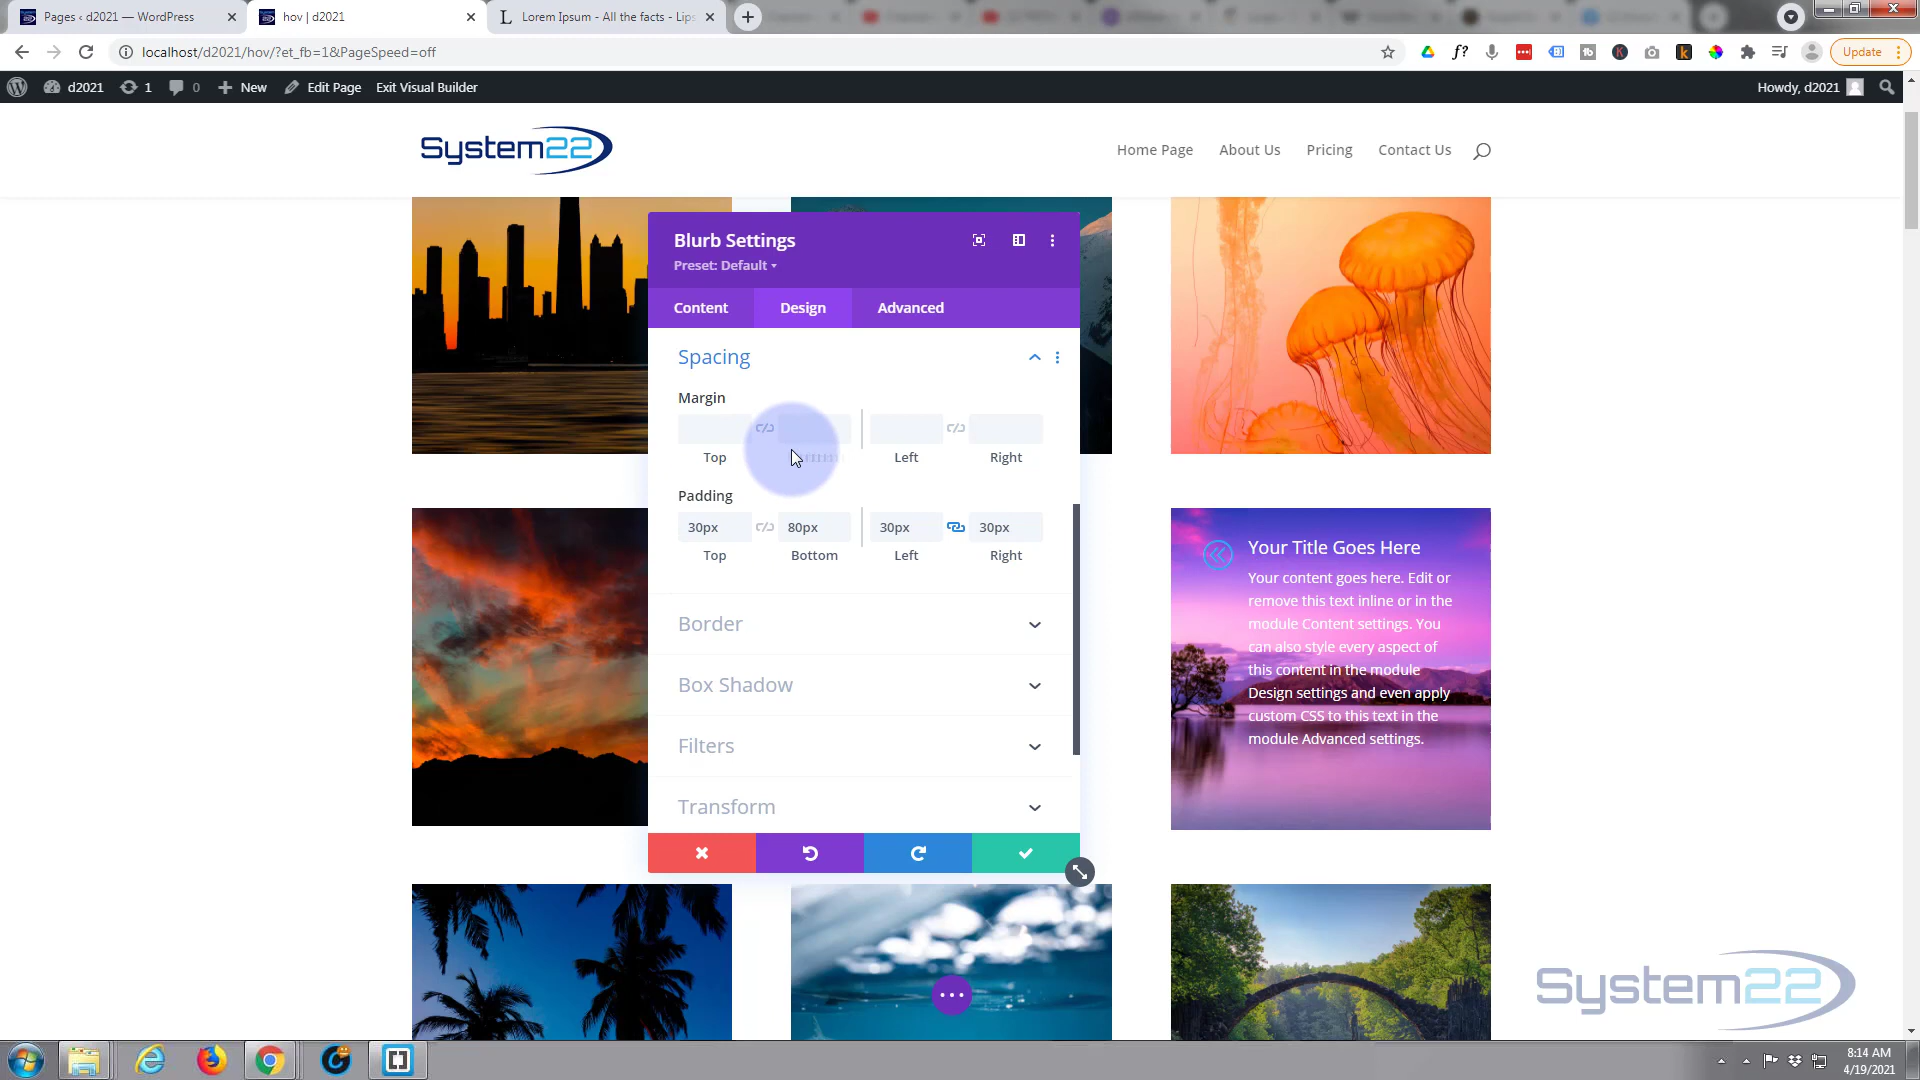 Pages ‹ d2021 — WordPress
hov | d2021
Lorem Ipsum - All the facts - Lips
localhost/d2021/hov/?et_fb=1&PageSpeed=off
Update
d2021
1
0
New
Edit Page
Exit Visual Builder
Howdy, d2021
System22
Home Page
About Us
Pricing
Contact Us
Blurb Settings
Preset: Default
Content
Design
Advanced
Spacing
Margin
Top
Left
Right
Padding
30px
80px
30px
30px
Top
Bottom
Left
Right
Border
Box Shadow
Filters
Transform
Your Title Goes Here
Your content goes here. Edit or
remove this text inline or in the
module Content settings. You
can also style every aspect of
this content in the module
Design settings and even apply
custom CSS to this text in the
module Advanced settings.
System22
8:14 AM
4/19/2021